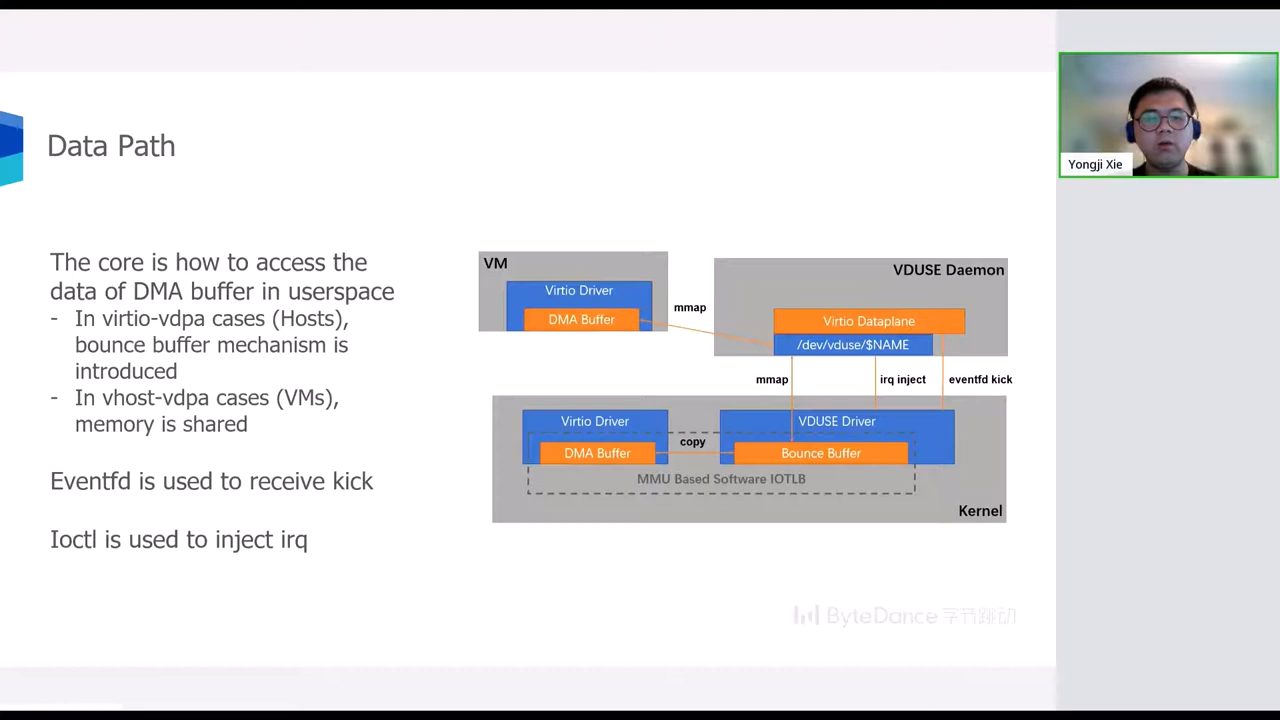 Data Path
The core is how to access the
data of DMA buffer in userspace
- In virtio-vdpa cases (Hosts),
bounce buffer mechanism is
introduced
- In vhost-vdpa cases (VMs),
memory is shared
Eventfd is used to receive kick
Ioctl is used to inject irq
VM
Virtio Driver
DMA Buffer
mmap
VDUSE Daemon
Virtio Dataplane
/dev/vduse/$NAME
mmap
irq inject
eventfd kick
Virtio Driver
DMA Buffer
copy
VDUSE Driver
Bounce Buffer
MMU Based Software IOTLB
Kernel
ByteDance 字节跳动
Yongji Xie